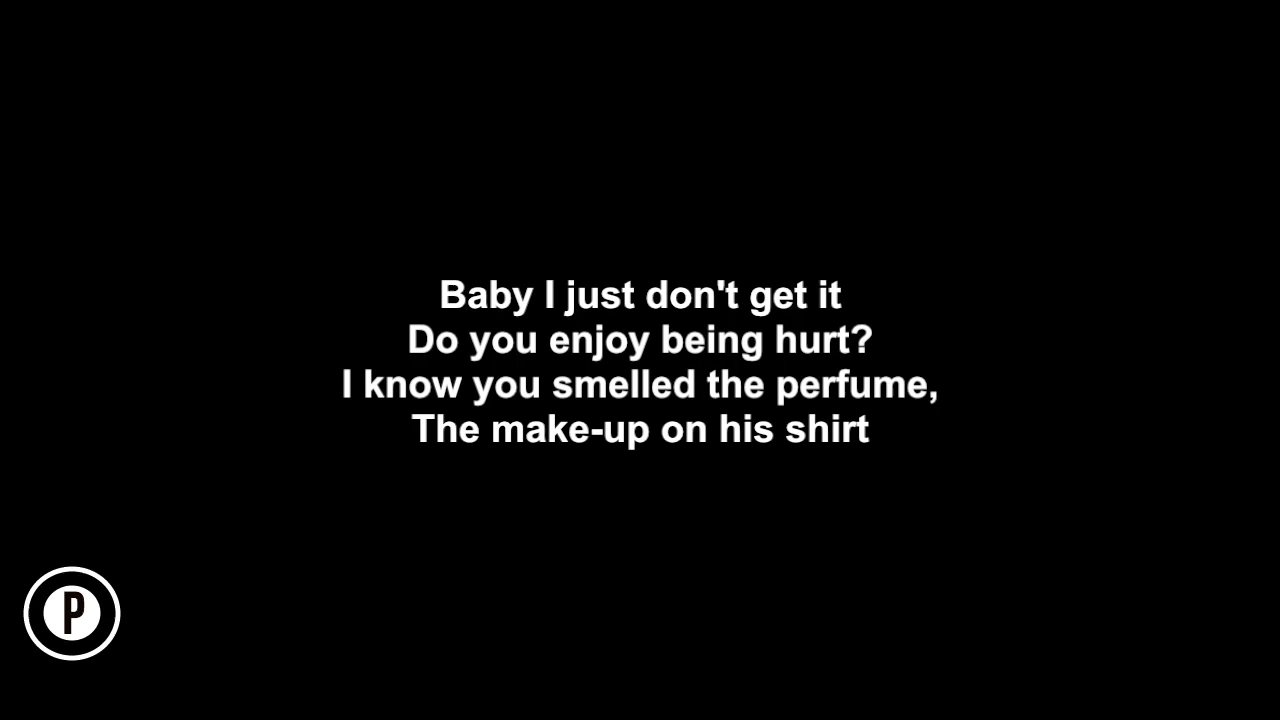 Baby I just don't get it
Do you enjoy being hurt?
I know you smelled the perfume,
The make-up on his shirt
P